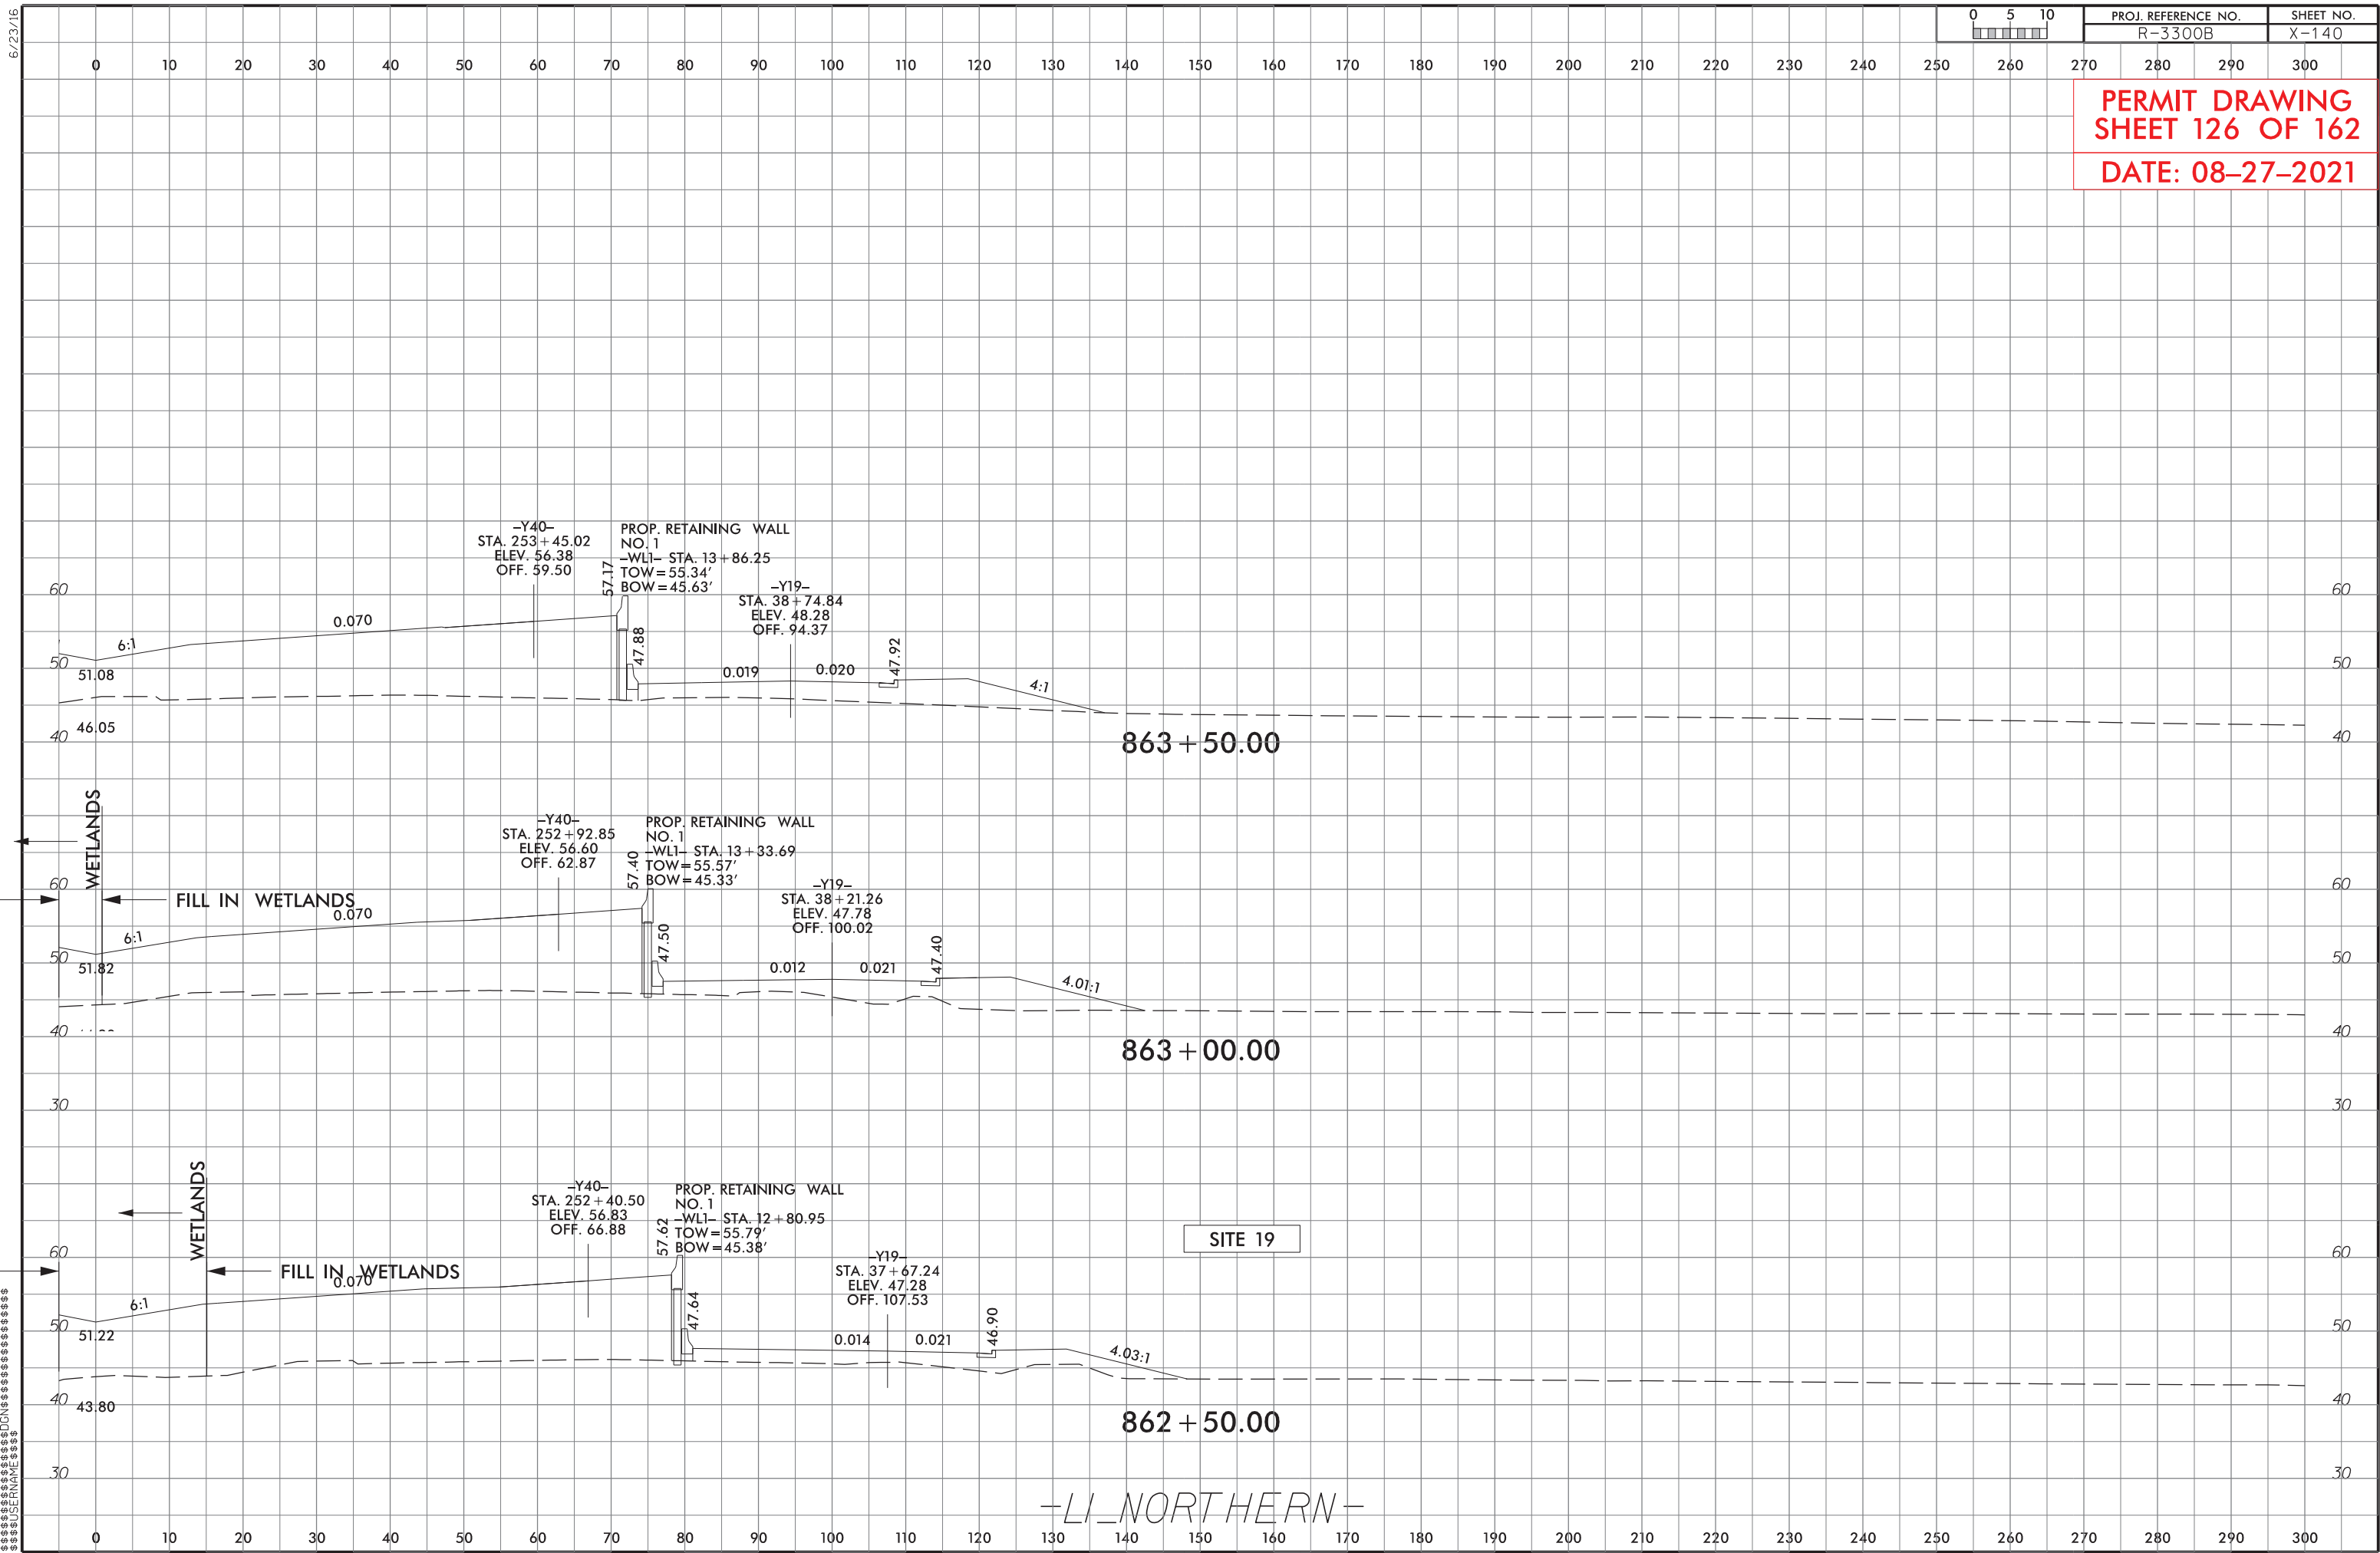 6/23/16
0 5 10
PROJ. REFERENCE NO.
SHEET NO.
R-3300B
X-140
0 10 20 30 40 50 60 70 80 90 100 110 120 130 140 150 160 170 180 190 200 210 220 230 240 250 260 270 280 290 300
PERMIT DRAWING
SHEET 126 OF 162
DATE: 08-27-2021
-Y40-
STA. 253+45.02
ELEV. 56.38
OFF. 59.50
57.17
PROP. RETAINING WALL
NO. 1
-WL1- STA. 13+86.25
TOW=55.34'
BOW=45.63'
-Y19-
STA. 38+74.84
ELEV. 48.28
OFF. 94.37
60
60
6:1
0.070
47.88
0.019
0.020
47.92
4:1
50
50
51.08
46.05
40
40
863+50.00
WETLANDS
-Y40-
STA. 252+92.85
ELEV. 56.60
OFF. 62.87
57.40
PROP. RETAINING WALL
NO. 1
-WL1- STA. 13+33.69
TOW=55.57'
BOW=45.33'
-Y19-
STA. 38+21.26
ELEV. 47.78
OFF. 100.02
60
60
FILL IN WETLANDS
6:1
0.070
47.50
0.012
0.021
47.40
4.01:1
50
50
51.82
40
40
863+00.00
30
30
WETLANDS
-Y40-
STA. 252+40.50
ELEV. 56.83
OFF. 66.88
57.62
PROP. RETAINING WALL
NO. 1
-WL1- STA. 12+80.95
TOW=55.79'
BOW=45.38'
SITE 19
-Y19-
STA. 37+67.24
ELEV. 47.28
OFF. 107.53
60
60
FILL IN WETLANDS
6:1
0.070
47.64
0.014
0.021
46.90
4.03:1
50
50
51.22
40
40
43.80
862+50.00
30
30
-L1_NORTHERN-
0 10 20 30 40 50 60 70 80 90 100 110 120 130 140 150 160 170 180 190 200 210 220 230 240 250 260 270 280 290 300